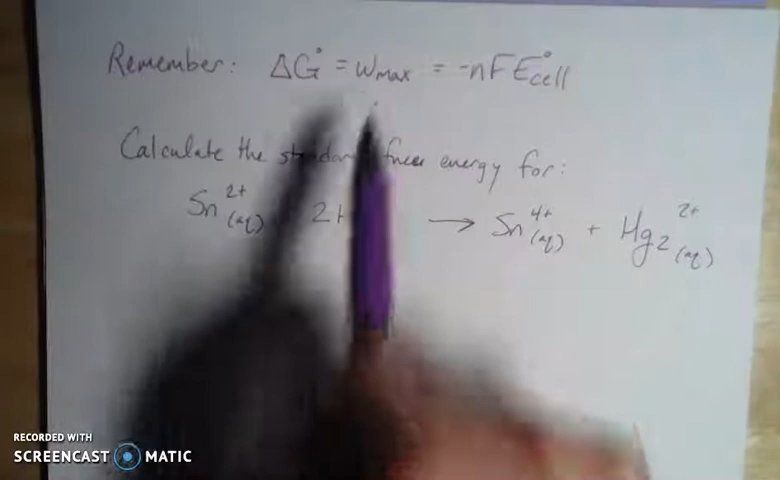 Remember: ΔG° = wmax = -nFE°cell
Calculate the standard free energy for:
Sn²⁺(aq) 2 → Sn⁴⁺(aq) + Hg₂²⁺(aq)
RECORDED WITH
SCREENCAST MATIC